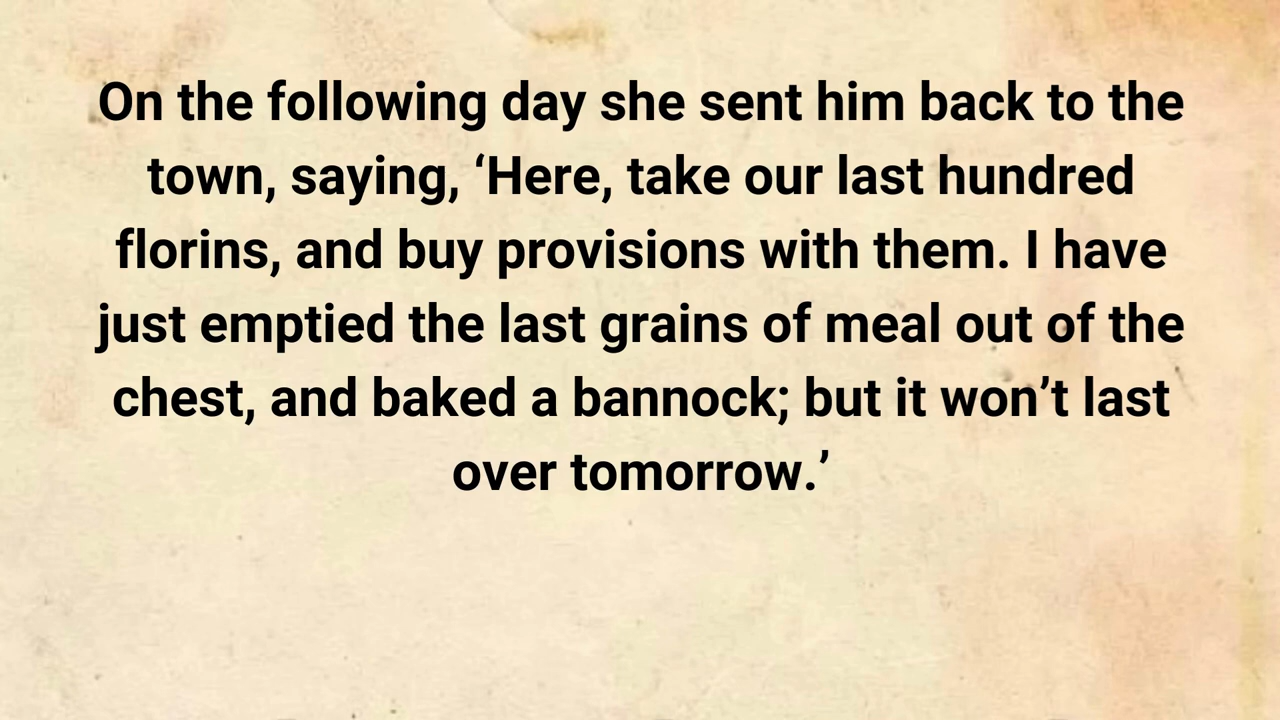 On the following day she sent him back to the
town, saying, ‘Here, take our last hundred
florins, and buy provisions with them. I have
just emptied the last grains of meal out of the
chest, and baked a bannock; but it won’t last
over tomorrow.’